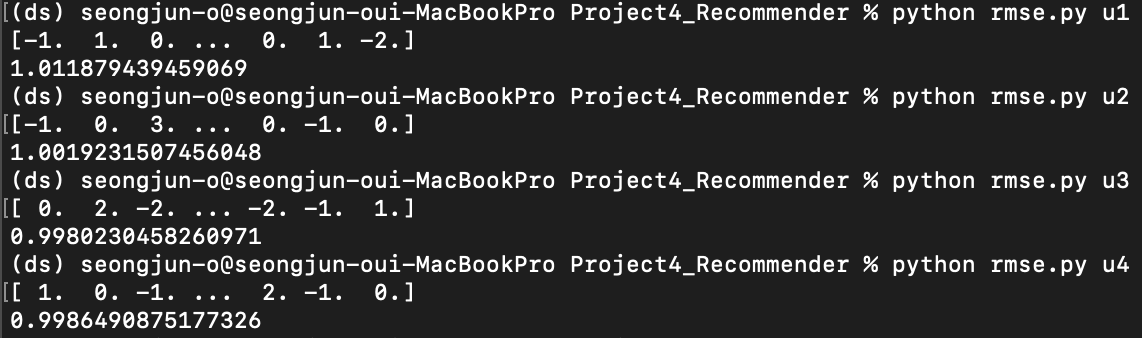 (ds) seongjun-o@seongjun-oui-MacBookPro Project4_Recommender % python rmse.py u1
[-1.  1.  0. ...  0.  1. -2.]
1.011879439459069
(ds) seongjun-o@seongjun-oui-MacBookPro Project4_Recommender % python rmse.py u2
[-1.  0.  3. ...  0. -1.  0.]
1.0019231507456048
(ds) seongjun-o@seongjun-oui-MacBookPro Project4_Recommender % python rmse.py u3
[ 0.  2. -2. ... -2. -1.  1.]
0.9980230458260971
(ds) seongjun-o@seongjun-oui-MacBookPro Project4_Recommender % python rmse.py u4
[ 1.  0. -1. ...  2. -1.  0.]
0.9986490875177326